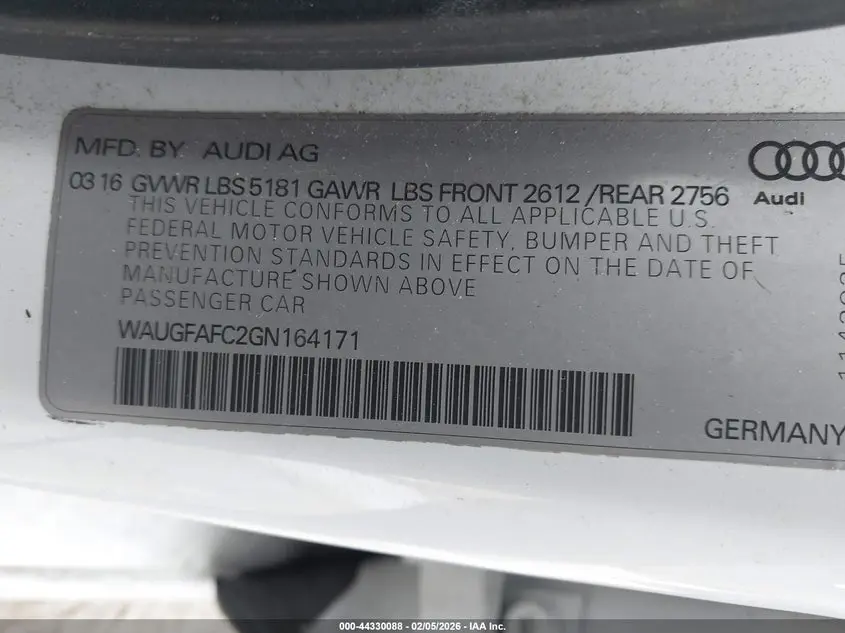 MFD. BY. AUDI AG
03 16 GVWR LBS 5181 GAWR LBS FRONT 2612 / REAR 2756
Audi
THIS VEHICLE CONFORMS TO ALL APPLICABLE U.S.
FEDERAL MOTOR VEHICLE SAFETY, BUMPER AND THEFT
PREVENTION STANDARDS IN EFFECT ON THE DATE OF
MANUFACTURE SHOWN ABOVE
PASSENGER CAR
WAUGFAFC2GN164171
GERMANY
000-44330088 - 02/05/2026 - IAA Inc.